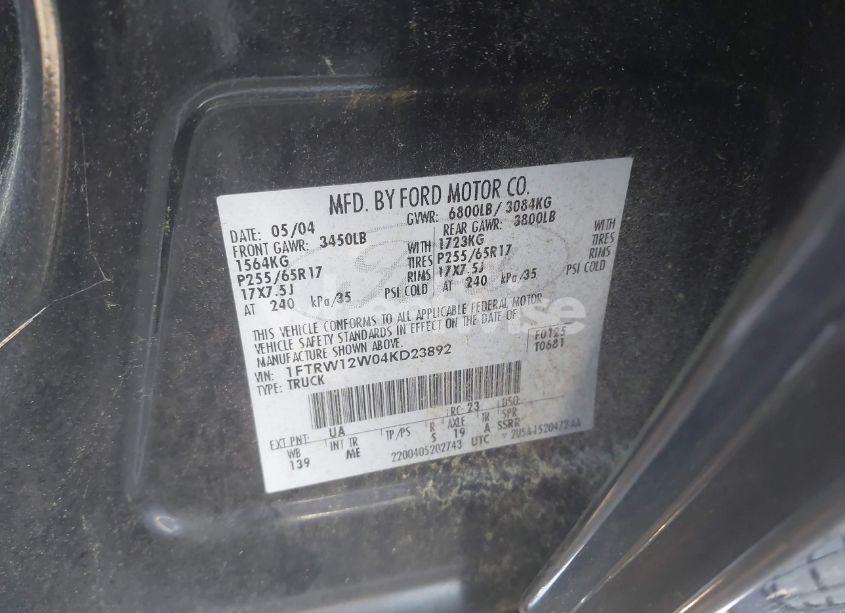 MFD. BY FORD MOTOR CO.
DATE: 05/04 GVWR: 6800LB/ 3084KG
FRONT GAWR: 3450LB REAR GAWR: 3800LB
1564KG WITH 1723KG WITH
P255/65R17 TIRES P255/65R17 TIRES
17X7.5J RIMS 17X7.5J RIMS
AT 240 kPa/35 PSI COLD AT 240 kPa/35 PSI COLD
THIS VEHICLE CONFORMS TO ALL APPLICABLE FEDERAL MOTOR
VEHICLE SAFETY STANDARDS IN EFFECT ON THE DATE OF
MANUFACTURE SHOWN ABOVE.
VIN: 1FTRW12W04KD23892 F0125
TYPE: TRUCK T0681
RC: 23 DSO:
EXT PNT: UA
WB INT TR TP/PS R AXLE TR SPR
139 ME S 19 A SSRR
2200405202743 UTC